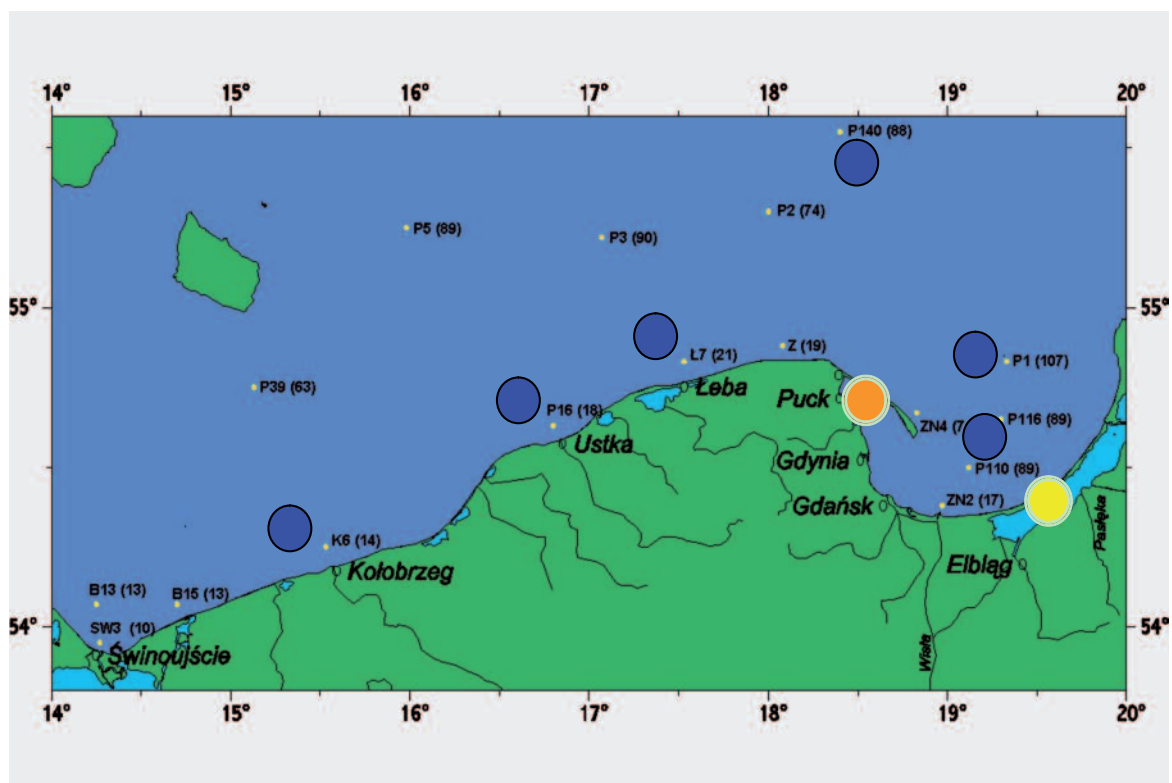 14° 15° 16° 17° 18° 19° 20°
P140 (88)
P2 (74)
P5 (89)
P3 (90)
55° 55°
Z (19)
Ł7 (21)
P1 (107)
P39 (63)
Łeba
Puck
P16 (18)
ZN4 (7
P116 (89)
Ustka
Gdynia
P110 (89)
Gdańsk
ZN2 (17)
Pasłęka
K6 (14)
Kołobrzeg
Elbląg
B13 (13)
B15 (13)
54° 54°
SW3 (10)
Świnoujście
Wisła
14° 15° 16° 17° 18° 19° 20°